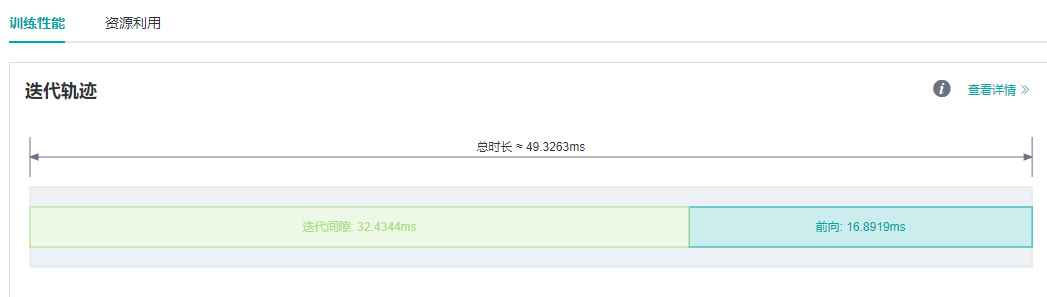 训练性能 资源利用
迭代轨迹
i 查看详情
总时长 ≈ 49.3263ms
迭代间隙: 32.4344ms 前向: 16.8919ms